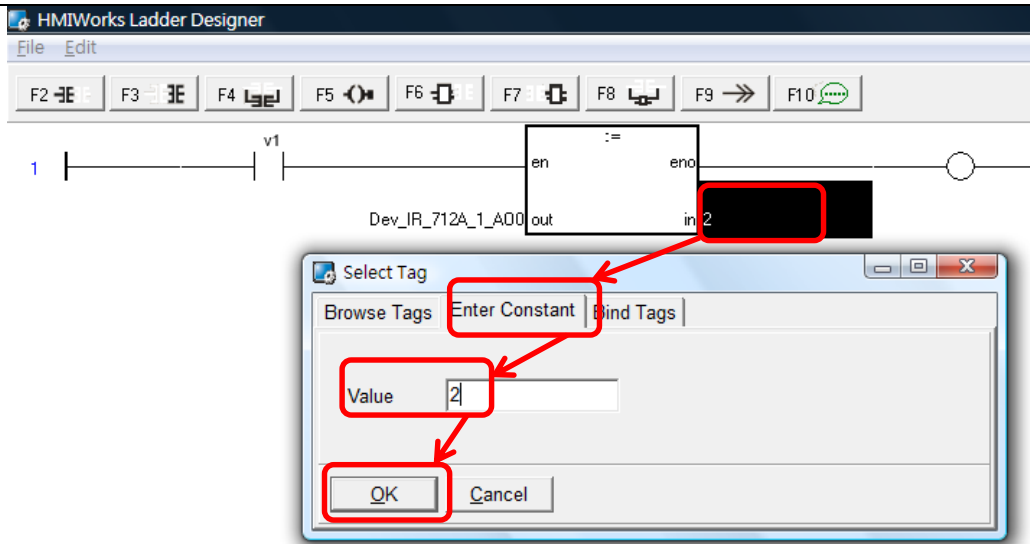 HMIWorks Ladder Designer
File Edit
F2 F3 F4 F5 F6 F7 F8 F9 F10
v1
:=
1
en eno
Dev_IR_712A_1_AO0 out in 2
Select Tag
Browse Tags Enter Constant Bind Tags
Value 2
OK Cancel